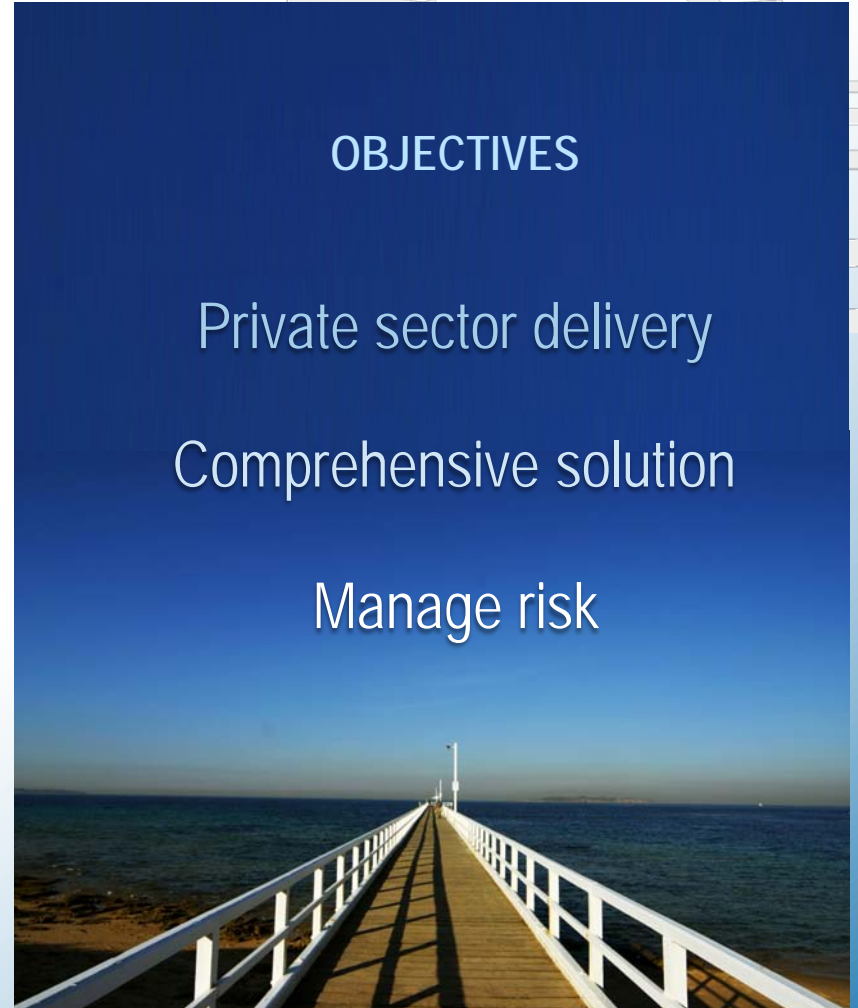 OBJECTIVES
Private sector delivery
Comprehensive solution
Manage risk